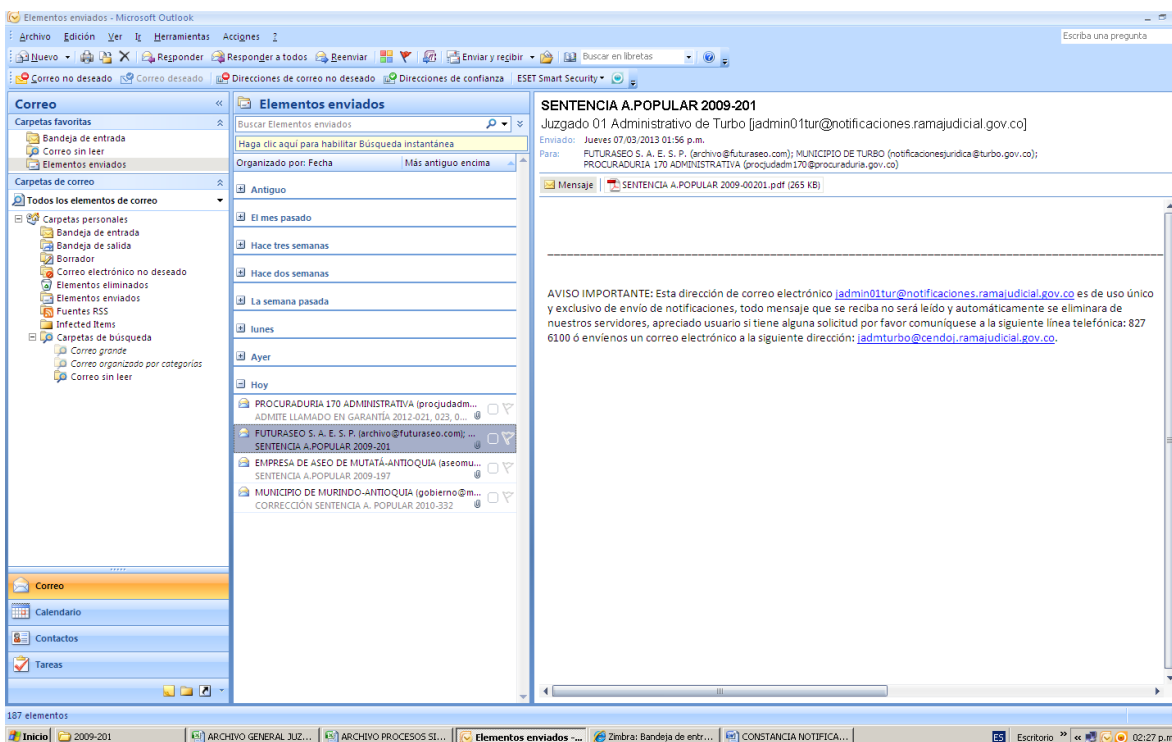 Elementos enviados - Microsoft Outlook
Archivo Edición Ver Ir Herramientas Acciones ?
Escriba una pregunta
Nuevo Responder Responder a todos Reenviar Enviar y recibir Buscar en libretas
Correo no deseado Correo deseado Direcciones de correo no deseado Direcciones de confianza ESET Smart Security
Correo
Carpetas favoritas
Bandeja de entrada
Correo sin leer
Elementos enviados
Carpetas de correo
Todos los elementos de correo
Carpetas personales
Bandeja de entrada
Bandeja de salida
Borrador
Correo electrónico no deseado
Elementos eliminados
Elementos enviados
Fuentes RSS
Infected Items
Carpetas de búsqueda
Correo grande
Correo organizado por categorías
Correo sin leer
Correo
Calendario
Contactos
Tareas
Elementos enviados
Buscar Elementos enviados
Haga clic aquí para habilitar Búsqueda instantánea
Organizado por: Fecha Más antiguo encima
Antiguo
El mes pasado
Hace tres semanas
Hace dos semanas
La semana pasada
lunes
Ayer
Hoy
PROCURADURIA 170 ADMINISTRATIVA (procjudadm...
ADMITE LLAMADO EN GARANTÍA 2012-021, 023, 0...
FUTURASEO S. A. E. S. P. (archivo@futuraseo.com); ...
SENTENCIA A.POPULAR 2009-201
EMPRESA DE ASEO DE MUTATÁ-ANTIOQUIA (aseomu...
SENTENCIA A.POPULAR 2009-197
MUNICIPIO DE MURINDO-ANTIOQUIA (gobierno@m...
CORRECCIÓN SENTENCIA A. POPULAR 2010-332
SENTENCIA A.POPULAR 2009-201
Juzgado 01 Administrativo de Turbo [jadmin01tur@notificaciones.ramajudicial.gov.co]
Enviado: Jueves 07/03/2013 01:56 p.m.
Para: FUTURASEO S. A. E. S. P. (archivo@futuraseo.com); MUNICIPIO DE TURBO (notificacionesjuridica@turbo.gov.co);
PROCURADURIA 170 ADMINISTRATIVA (procjudadm170@procuraduria.gov.co)
Mensaje SENTENCIA A.POPULAR 2009-00201.pdf (265 KB)
AVISO IMPORTANTE: Esta dirección de correo electrónico jadmin01tur@notificaciones.ramajudicial.gov.co es de uso único
y exclusivo de envío de notificaciones, todo mensaje que se reciba no será leído y automáticamente se eliminara de
nuestros servidores, apreciado usuario si tiene alguna solicitud por favor comuníquese a la siguiente línea telefónica: 827
6100 ó envíenos un correo electrónico a la siguiente dirección: jadmturbo@cendoj.ramajudicial.gov.co.
187 elementos
Inicio 2009-201 ARCHIVO GENERAL JUZ... ARCHIVO PROCESOS SI... Elementos enviados -... Zimbra: Bandeja de entr... CONSTANCIA NOTIFICA... ES Escritorio » « 02:27 p.m